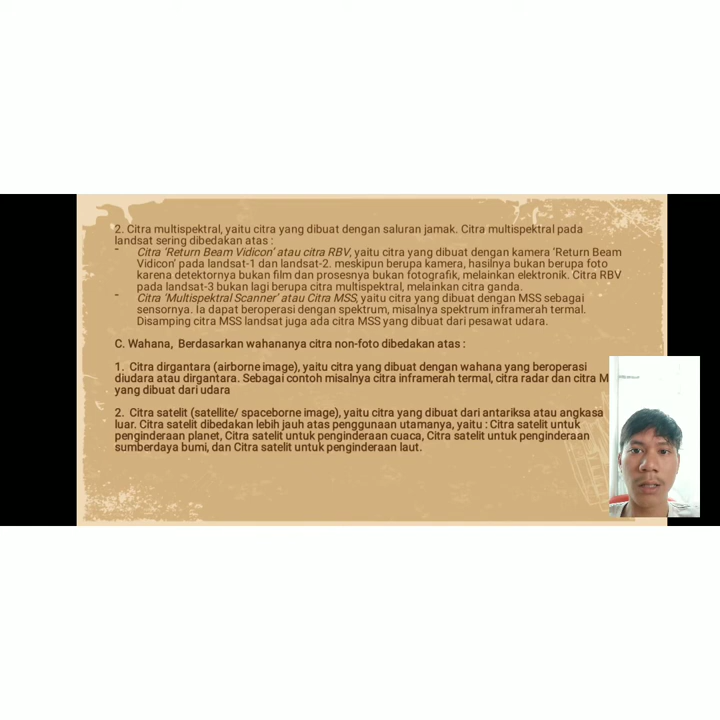 2. Citra multispektral, yaitu citra yang dibuat dengan saluran jamak. Citra multispektral pada
landsat sering dibedakan atas :
- Citra ‘Return Beam Vidicon’ atau citra RBV, yaitu citra yang dibuat dengan kamera ‘Return Beam
Vidicon’ pada landsat-1 dan landsat-2. meskipun berupa kamera, hasilnya bukan berupa foto
karena detektornya bukan film dan prosesnya bukan fotografik, melainkan elektronik. Citra RBV
pada landsat-3 bukan lagi berupa citra multispektral, melainkan citra ganda.
- Citra ‘Multispektral Scanner’ atau Citra MSS, yaitu citra yang dibuat dengan MSS sebagai
sensornya. Ia dapat beroperasi dengan spektrum, misalnya spektrum inframerah termal.
Disamping citra MSS landsat juga ada citra MSS yang dibuat dari pesawat udara.
C. Wahana, Berdasarkan wahananya citra non-foto dibedakan atas :
1. Citra dirgantara (airborne image), yaitu citra yang dibuat dengan wahana yang beroperasi
diudara atau dirgantara. Sebagai contoh misalnya citra inframerah termal, citra radar dan citra M
yang dibuat dari udara
2. Citra satelit (satellite/ spaceborne image), yaitu citra yang dibuat dari antariksa atau angkasa
luar. Citra satelit dibedakan lebih jauh atas penggunaan utamanya, yaitu : Citra satelit untuk
penginderaan planet, Citra satelit untuk penginderaan cuaca, Citra satelit untuk penginderaan
sumberdaya bumi, dan Citra satelit untuk penginderaan laut.